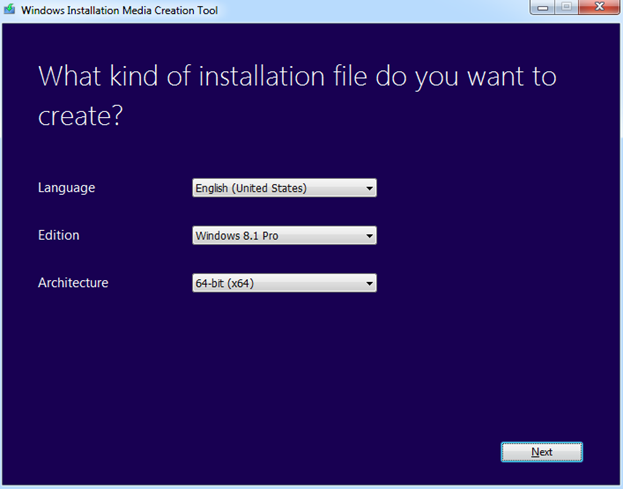 Windows Installation Media Creation Tool
What kind of installation file do you want to
create?
Language English (United States)
Edition Windows 8.1 Pro
Architecture 64-bit (x64)
Next